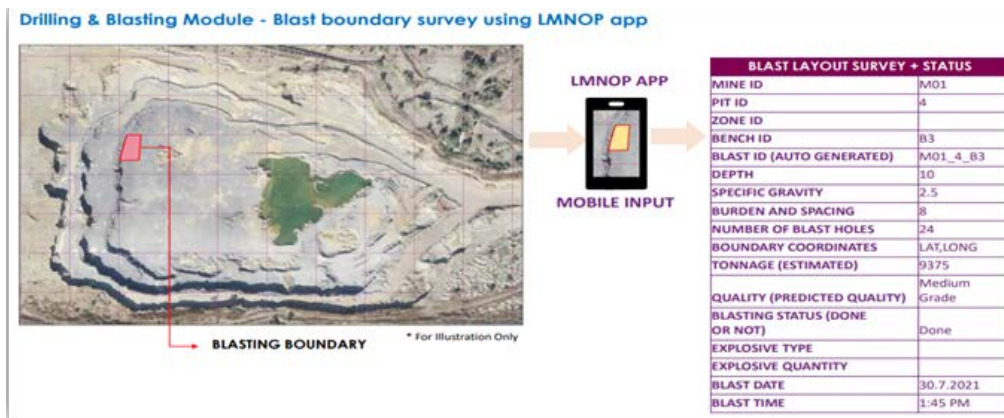 Drilling & Blasting Module - Blast boundary survey using LMNOP app
LMNOP APP
MOBILE INPUT
BLASTING BOUNDARY
* For Illustration Only
BLAST LAYOUT SURVEY + STATUS
MINE ID M01
PIT ID 4
ZONE ID
BENCH ID B3
BLAST ID (AUTO GENERATED) M01_4_B3
DEPTH 10
SPECIFIC GRAVITY 2.5
BURDEN AND SPACING 8
NUMBER OF BLAST HOLES 24
BOUNDARY COORDINATES LAT,LONG
TONNAGE (ESTIMATED) 9375
Medium
QUALITY (PREDICTED QUALITY) Grade
BLASTING STATUS (DONE
OR NOT) Done
EXPLOSIVE TYPE
EXPLOSIVE QUANTITY
BLAST DATE 30.7.2021
BLAST TIME 1:45 PM